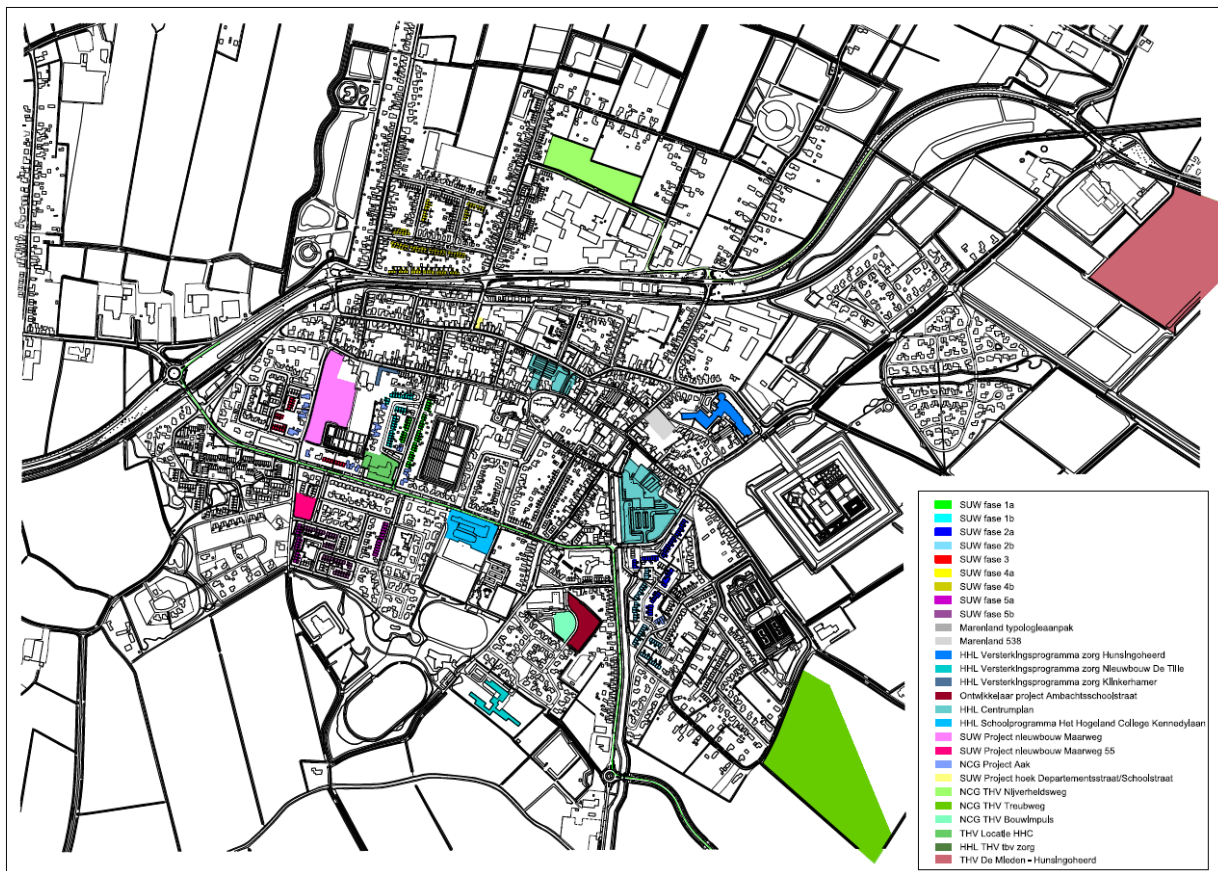 SUW fase 1a
SUW fase 1b
SUW fase 2a
SUW fase 2b
SUW fase 3
SUW fase 4a
SUW fase 4b
SUW fase 5a
SUW fase 5b
Marenland typologieaanpak
Marenland 538
HHL Versterkingsprogramma zorg Hunsingoheerd
HHL Versterkingsprogramma zorg Nieuwbouw De Tille
HHL Versterkingsprogramma zorg Klinkerhamer
Ontwikkelaar project Ambachtsschoolstraat
HHL Centrumplan
HHL Schoolprogramma Het Hogeland College Kennedylaan
SUW Project nieuwbouw Maarweg
SUW Project nieuwbouw Maarweg 55
NCG Project Aak
SUW Project hoek Departementsstraat/Schoolstraat
NCG THV Nijverheidsweg
NCG THV Treubweg
NCG THV Bouwimpuls
THV Locatie HHC
HHL THV tbv zorg
THV De Mieden - Hunsingoheerd